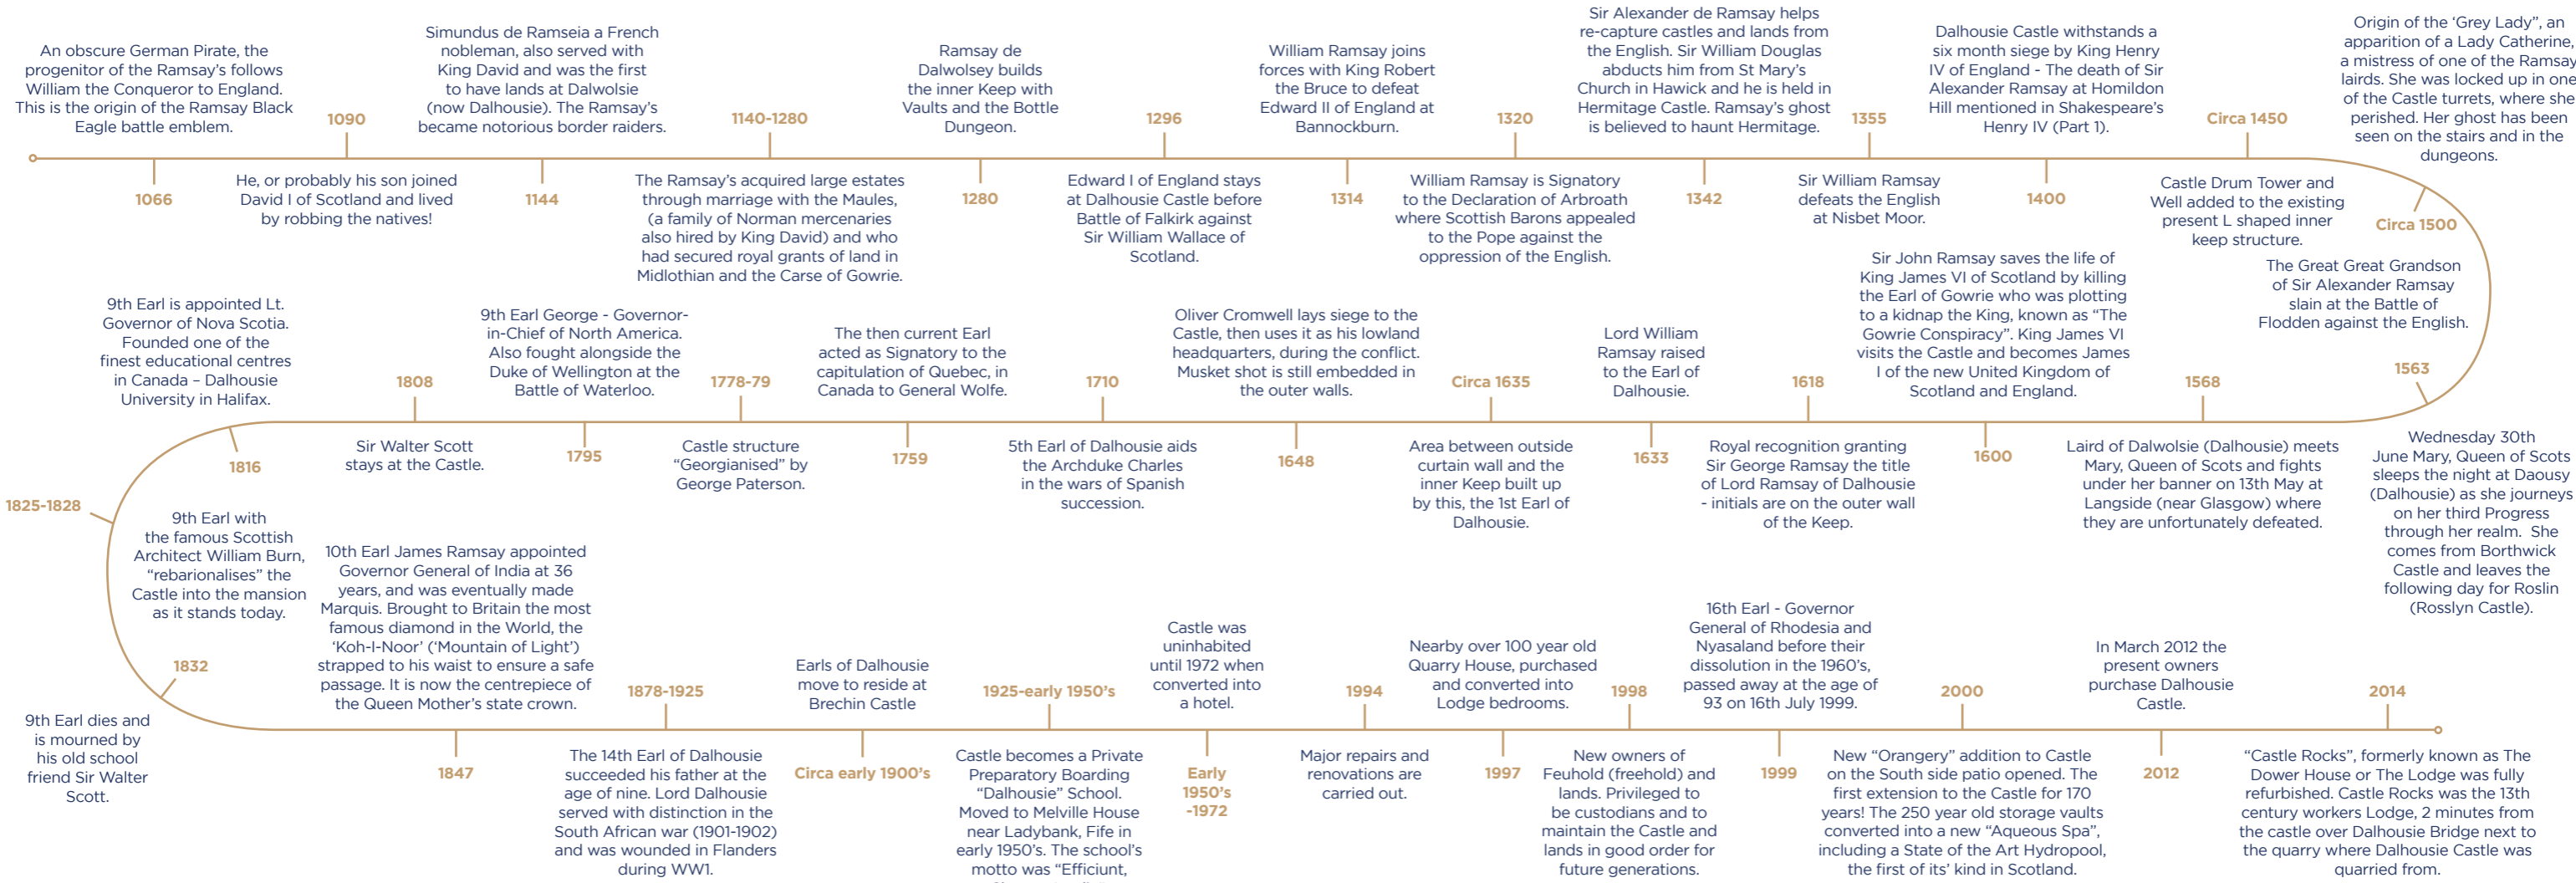 1066
An obscure German Pirate, the
progenitor of the Ramsay's follows
William the Conqueror to England.
This is the origin of the Ramsay Black
Eagle battle emblem.
1090
He, or probably his son joined
David I of Scotland and lived
by robbing the natives!
1144
Simundus de Ramseia a French
nobleman, also served with
King David and was the first
to have lands at Dalwolsie
(now Dalhousie). The Ramsay's
became notorious border raiders.
1140-1280
The Ramsay's acquired large estates
through marriage with the Maules,
(a family of Norman mercenaries
also hired by King David) and who
had secured royal grants of land in
Midlothian and the Carse of Gowrie.
1280
Ramsay de
Dalwolsey builds
the inner Keep with
Vaults and the Bottle
Dungeon.
1296
Edward I of England stays
at Dalhousie Castle before
Battle of Falkirk against
Sir William Wallace of
Scotland.
1314
William Ramsay joins
forces with King Robert
the Bruce to defeat
Edward II of England at
Bannockburn.
1320
William Ramsay is Signatory
to the Declaration of Arbroath
where Scottish Barons appealed
to the Pope against the
oppression of the English.
1342
Sir Alexander de Ramsay helps
re-capture castles and lands from
the English. Sir William Douglas
abducts him from St Mary's
Church in Hawick and he is held in
Hermitage Castle. Ramsay's ghost
is believed to haunt Hermitage.
1355
Sir William Ramsay
defeats the English
at Nisbet Moor.
1400
Dalhousie Castle withstands a
six month siege by King Henry
IV of England - The death of Sir
Alexander Ramsay at Homildon
Hill mentioned in Shakespeare's
Henry IV (Part 1).
Circa 1450
Castle Drum Tower and
Well added to the existing
present L shaped inner
keep structure.
Origin of the ‘Grey Lady”, an
apparition of a Lady Catherine,
a mistress of one of the Ramsay
lairds. She was locked up in one
of the Castle turrets, where she
perished. Her ghost has been
seen on the stairs and in the
dungeons.
Circa 1500
The Great Great Grandson
of Sir Alexander Ramsay
slain at the Battle of
Flodden against the English.
1563
Wednesday 30th
June Mary, Queen of Scots
sleeps the night at Daousy
(Dalhousie) as she journeys
on her third Progress
through her realm. She
comes from Borthwick
Castle and leaves the
following day for Roslin
(Rosslyn Castle).
1568
Laird of Dalwolsie (Dalhousie) meets
Mary, Queen of Scots and fights
under her banner on 13th May at
Langside (near Glasgow) where
they are unfortunately defeated.
1600
Sir John Ramsay saves the life of
King James VI of Scotland by killing
the Earl of Gowrie who was plotting
to a kidnap the King, known as “The
Gowrie Conspiracy”. King James VI
visits the Castle and becomes James
I of the new United Kingdom of
Scotland and England.
1618
Royal recognition granting
Sir George Ramsay the title
of Lord Ramsay of Dalhousie
- initials are on the outer wall
of the Keep.
1633
Lord William
Ramsay raised
to the Earl of
Dalhousie.
Circa 1635
Area between outside
curtain wall and the
inner Keep built up
by this, the 1st Earl of
Dalhousie.
1648
Oliver Cromwell lays siege to the
Castle, then uses it as his lowland
headquarters, during the conflict.
Musket shot is still embedded in
the outer walls.
1710
5th Earl of Dalhousie aids
the Archduke Charles
in the wars of Spanish
succession.
1759
The then current Earl
acted as Signatory to the
capitulation of Quebec, in
Canada to General Wolfe.
1778-79
Castle structure
“Georgianised” by
George Paterson.
1795
9th Earl George - Governor-
in-Chief of North America.
Also fought alongside the
Duke of Wellington at the
Battle of Waterloo.
1808
Sir Walter Scott
stays at the Castle.
1816
9th Earl is appointed Lt.
Governor of Nova Scotia.
Founded one of the
finest educational centres
in Canada – Dalhousie
University in Halifax.
1825-1828
9th Earl with
the famous Scottish
Architect William Burn,
“rebarionalises” the
Castle into the mansion
as it stands today.
1832
9th Earl dies and
is mourned by
his old school
friend Sir Walter
Scott.
1847
10th Earl James Ramsay appointed
Governor General of India at 36
years, and was eventually made
Marquis. Brought to Britain the most
famous diamond in the World, the
‘Koh-I-Noor’ (‘Mountain of Light’)
strapped to his waist to ensure a safe
passage. It is now the centrepiece of
the Queen Mother's state crown.
1878-1925
The 14th Earl of Dalhousie
succeeded his father at the
age of nine. Lord Dalhousie
served with distinction in the
South African war (1901-1902)
and was wounded in Flanders
during WW1.
Circa early 1900's
Earls of Dalhousie
move to reside at
Brechin Castle
1925-early 1950's
Castle becomes a Private
Preparatory Boarding
“Dalhousie” School.
Moved to Melville House
near Ladybank, Fife in
early 1950's. The school's
motto was “Efficiunt,
Early
1950's
-1972
Castle was
uninhabited
until 1972 when
converted into
a hotel.
1994
Major repairs and
renovations are
carried out.
1997
Nearby over 100 year old
Quarry House, purchased
and converted into
Lodge bedrooms.
1998
New owners of
Feuhold (freehold) and
lands. Privileged to
be custodians and to
maintain the Castle and
lands in good order for
future generations.
1999
16th Earl - Governor
General of Rhodesia and
Nyasaland before their
dissolution in the 1960's,
passed away at the age of
93 on 16th July 1999.
2000
New “Orangery” addition to Castle
on the South side patio opened. The
first extension to the Castle for 170
years! The 250 year old storage vaults
converted into a new “Aqueous Spa”,
including a State of the Art Hydropool,
the first of its' kind in Scotland.
2012
In March 2012 the
present owners
purchase Dalhousie
Castle.
2014
“Castle Rocks”, formerly known as The
Dower House or The Lodge was fully
refurbished. Castle Rocks was the 13th
century workers Lodge, 2 minutes from
the castle over Dalhousie Bridge next to
the quarry where Dalhousie Castle was
quarried from.